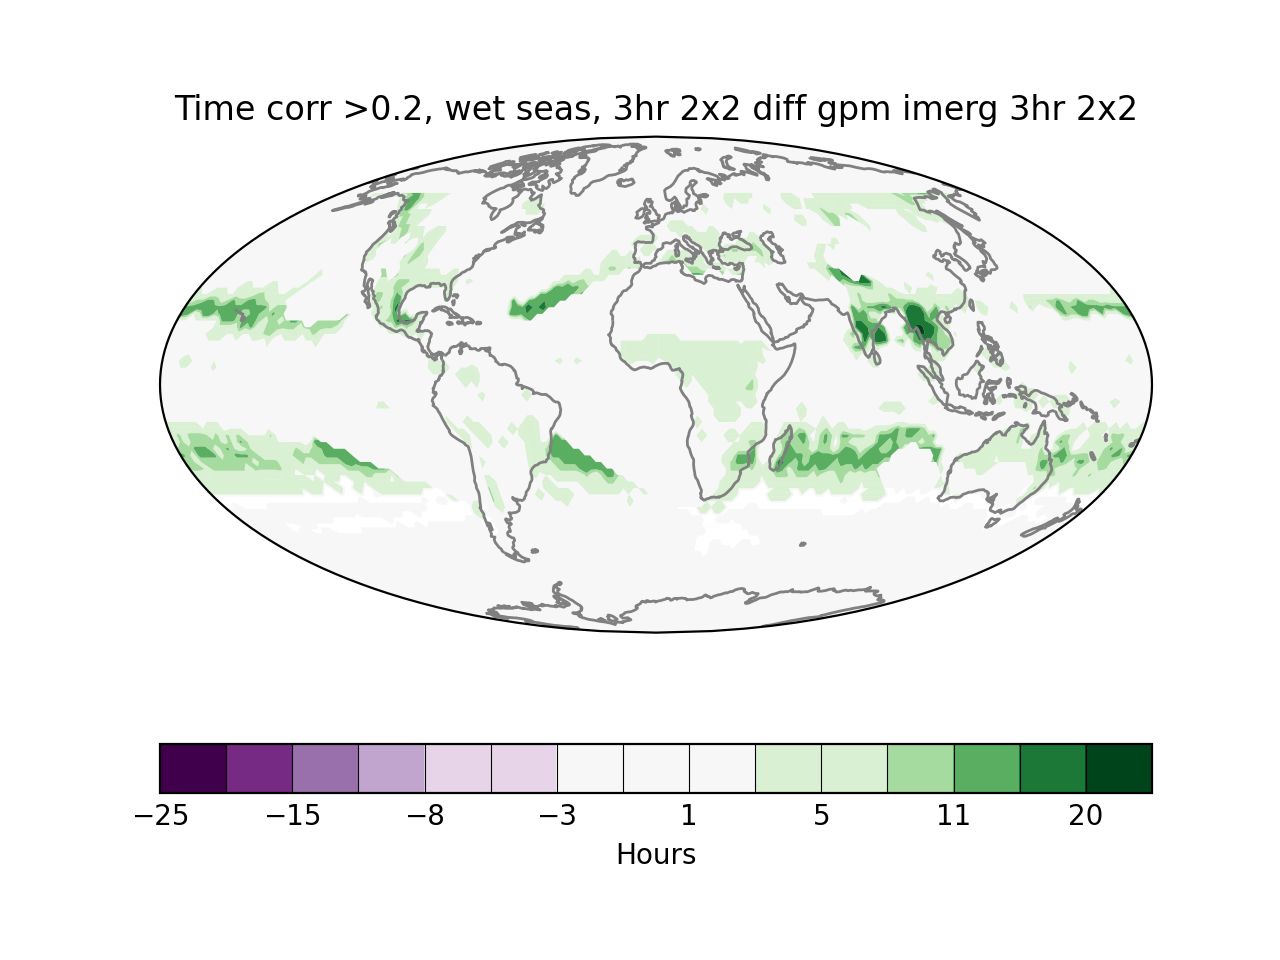 Time corr >0.2, wet seas, 3hr 2x2 diff gpm imerg 3hr 2x2
−25 −15 −8 −3 1 5 11 20
Hours